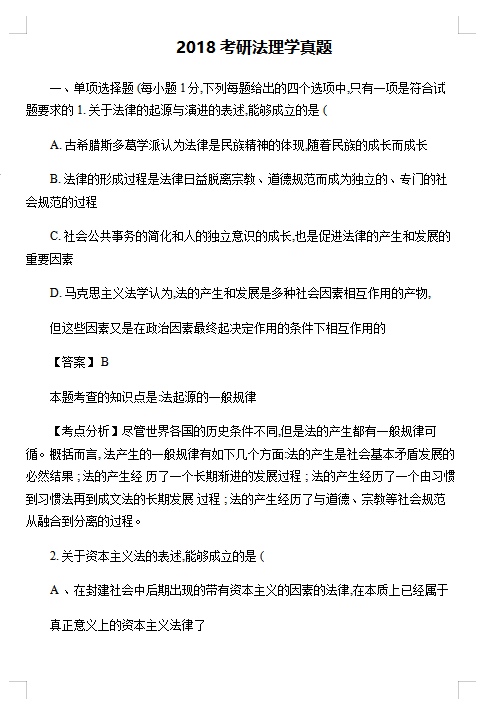 2018考研法理学真题
一、单项选择题 (每小题 1分,下列每题给出的四个选项中,只有一项是符合试
题要求的 1. 关于法律的起源与演进的表述,能够成立的是 (
A. 古希腊斯多葛学派认为法律是民族精神的体现,随着民族的成长而成长
B. 法律的形成过程是法律日益脱离宗教、道德规范而成为独立的、专门的社
会规范的过程
C. 社会公共事务的简化和人的独立意识的成长,也是促进法律的产生和发展的
重要因素
D. 马克思主义法学认为,法的产生和发展是多种社会因素相互作用的产物,
但这些因素又是在政治因素最终起决定作用的条件下相互作用的
【答案】 B
本题考查的知识点是:法起源的一般规律
【考点分析】尽管世界各国的历史条件不同,但是法的产生都有一般规律可
循。概括而言, 法产生的一般规律有如下几个方面:法的产生是社会基本矛盾发展的
必然结果 ; 法的产生经 历了一个长期渐进的发展过程 ; 法的产生经历了一个由习惯
到习惯法再到成文法的长期发展 过程 ; 法的产生经历了与道德、宗教等社会规范
从融合到分离的过程。
2. 关于资本主义法的表述,能够成立的是 (
A 、在封建社会中后期出现的带有资本主义的因素的法律,在本质上已经属于
真正意义上的资本主义法律了